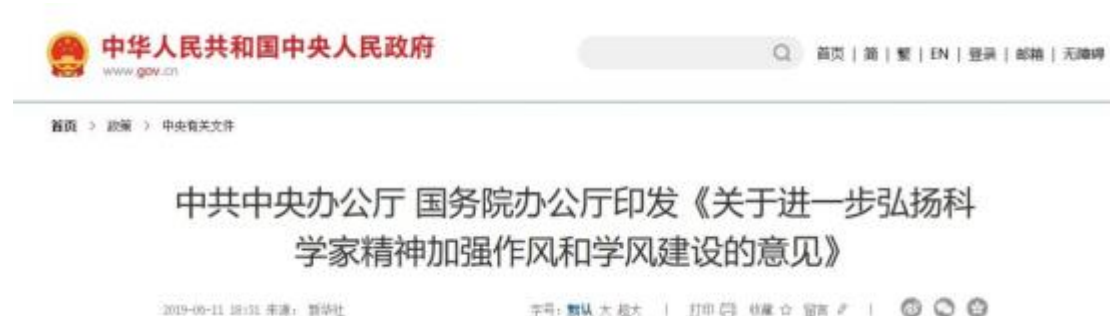 中华人民共和国中央人民政府
www.gov.cn
首页 | 简 | 繁 | EN | 登录 | 邮箱 | 无障碍
首页 > 政策 > 中央有关文件
中共中央办公厅 国务院办公厅印发《关于进一步弘扬科
学家精神加强作风和学风建设的意见》
2019-06-11 18:31 来源： 新华社
字号：默认 大 超大 | 打印 收藏 留言 |